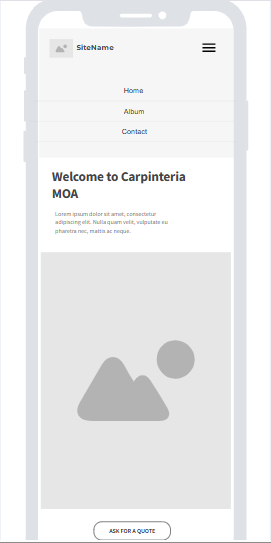 SiteName
Home
Album
Contact
Welcome to Carpinteria
MOA
Lorem ipsum dolor sit amet, consectetur
adipiscing elit. Nulla quam velit, vulputate eu
pharetra nec, mattis ac neque.
ASK FOR A QUOTE